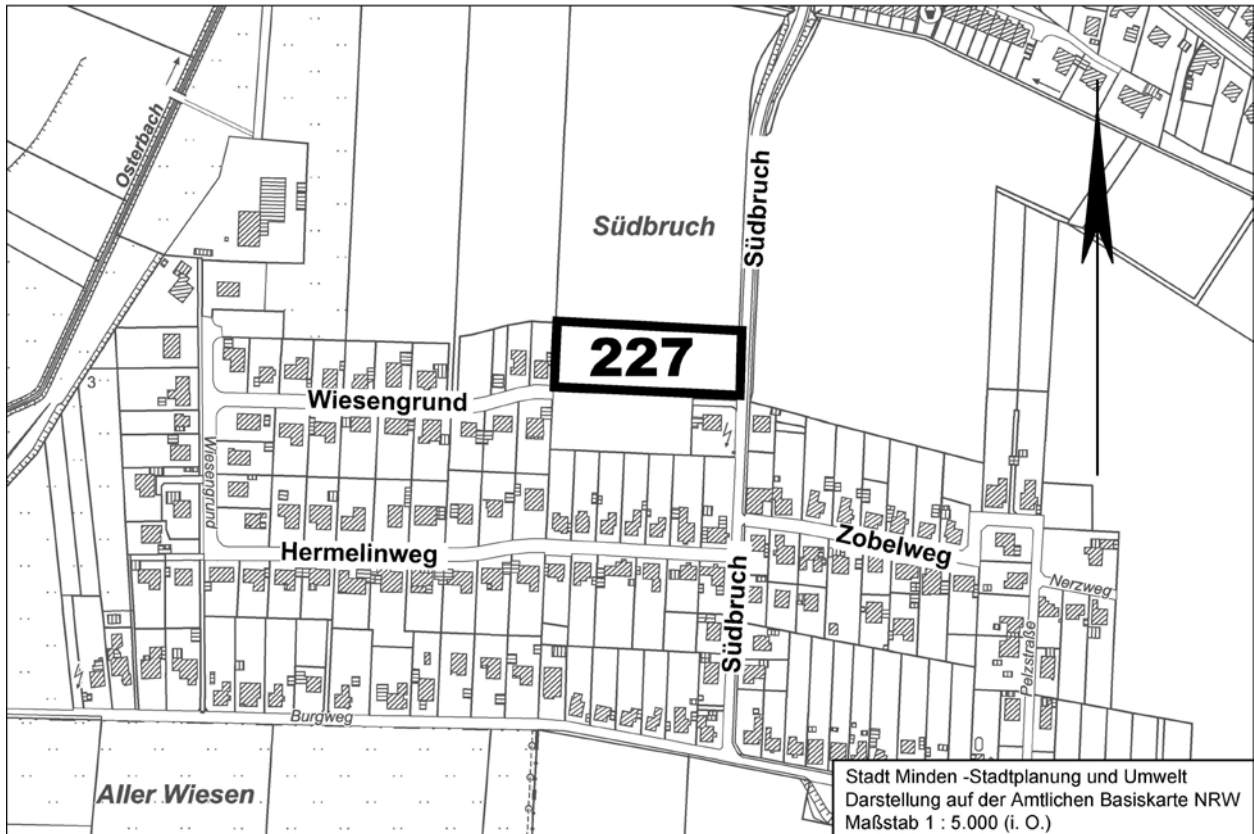 Osterbach
Südbruch
Südbruch
227
3
Wiesengrund
Wiesengrund
Hermelinweg
Zobelweg
Nerzweg
Südbruch
Pelzstraße
Burgweg
Aller Wiesen
Stadt Minden -Stadtplanung und Umwelt
Darstellung auf der Amtlichen Basiskarte NRW
Maßstab 1 : 5.000 (i. O.)